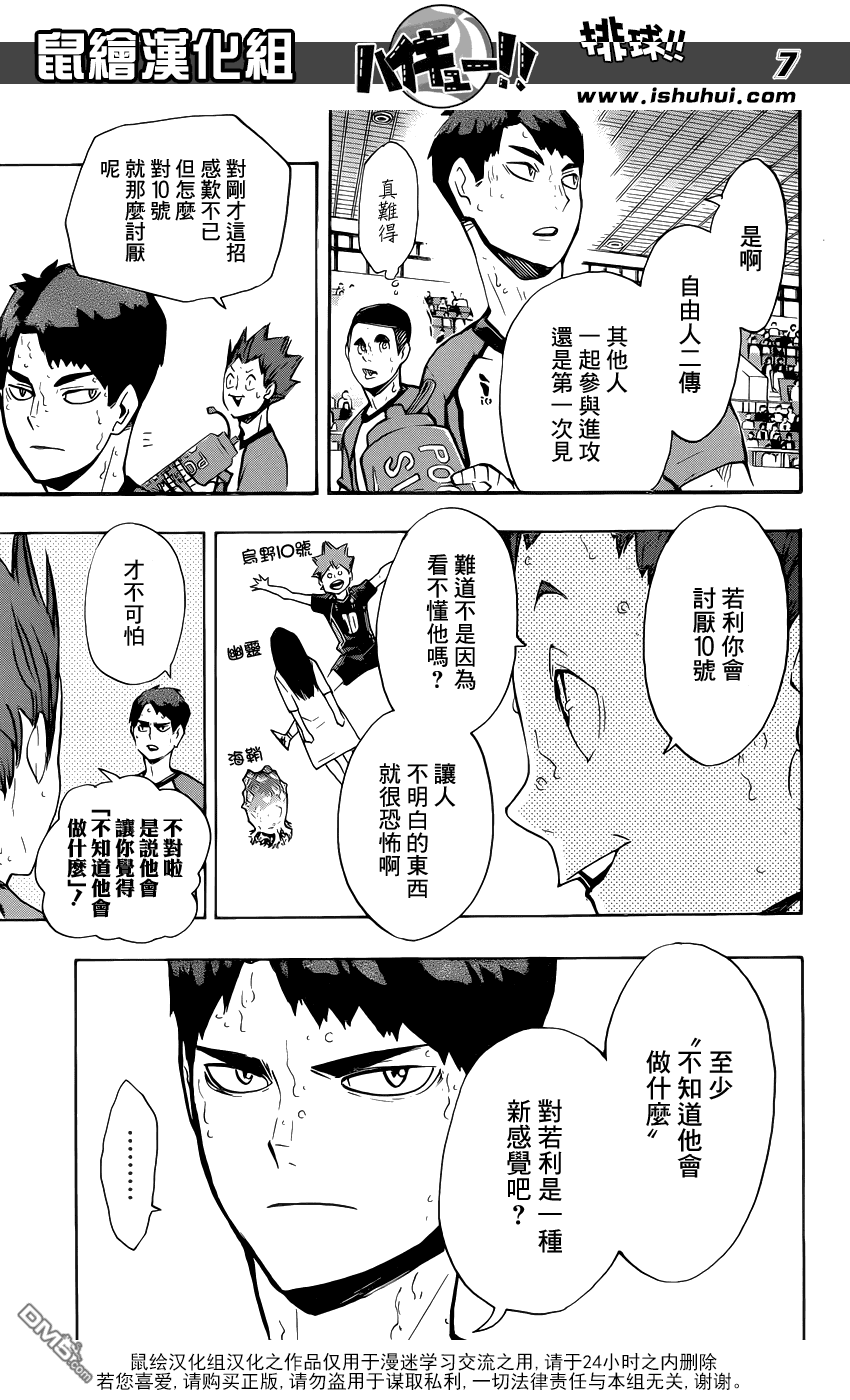 鼠繪漢化組
ハイキュー!!
排球!!
7
www.ishuhui.com
是啊
自由人二傳
其他人
一起參與進攻
還是第一次見
真難得
對剛才這招
感歎不已
但怎麼
對10號
就那麼討厭
呢
若利你會
討厭10號
難道不是因為
看不懂他嗎?
讓人
不明白的東西
就很恐怖啊
烏野10號
10
幽靈
海鞘
才不可怕
不對啦
是説他會
讓你覺得
「不知道他會
做什麼」!
至少
〝不知道他會
做什麼〞
對若利是一種
新感覺吧?
………
鼠绘汉化组汉化之作品仅用于漫迷学习交流之用, 请于24小时之内删除
若您喜爱, 请购买正版, 请勿盗用于谋取私利, 一切法律责任与本组无关, 谢谢。